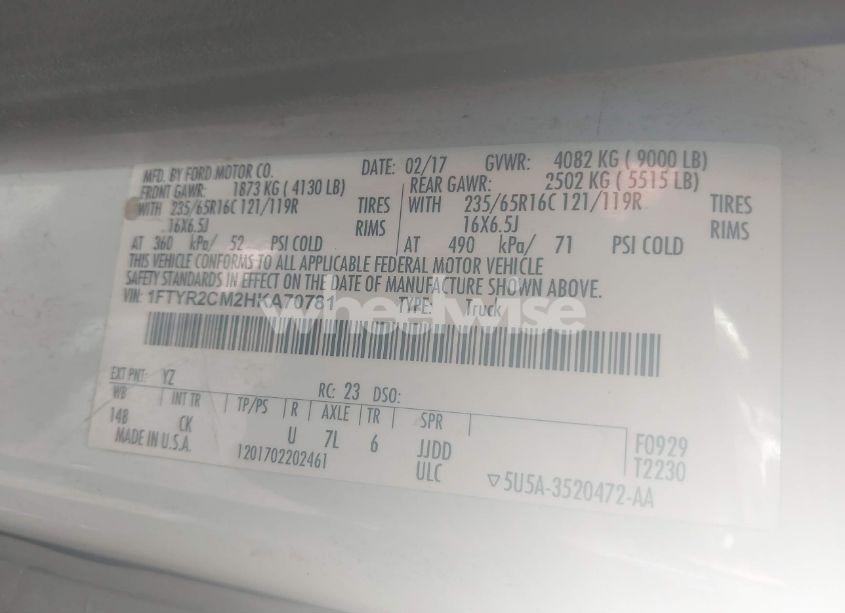 MFD. BY FORD MOTOR CO. DATE: 02/17 GVWR: 4082 KG ( 9000 LB)
FRONT GAWR: 1873 KG ( 4130 LB) REAR GAWR: 2502 KG ( 5515 LB)
WITH 235/65R16C 121/119R TIRES WITH 235/65R16C 121/119R TIRES
16X6.5J RIMS 16X6.5J RIMS
AT 360 kPa/ 52 PSI COLD AT 490 kPa/ 71 PSI COLD
THIS VEHICLE CONFORMS TO ALL APPLICABLE FEDERAL MOTOR VEHICLE
SAFETY STANDARDS IN EFFECT ON THE DATE OF MANUFACTURE SHOWN ABOVE.
VIN: 1FTYR2CM2HKA70781 TYPE: Truck
wheelwise
EXT PNT: YZ RC: 23 DSO:
WB INT TR TP/PS R AXLE TR SPR
148 CK U 7L 6 JJDD F0929
MADE IN U.S.A. 1201702202461 ULC T2230
▽5U5A-3520472-AA